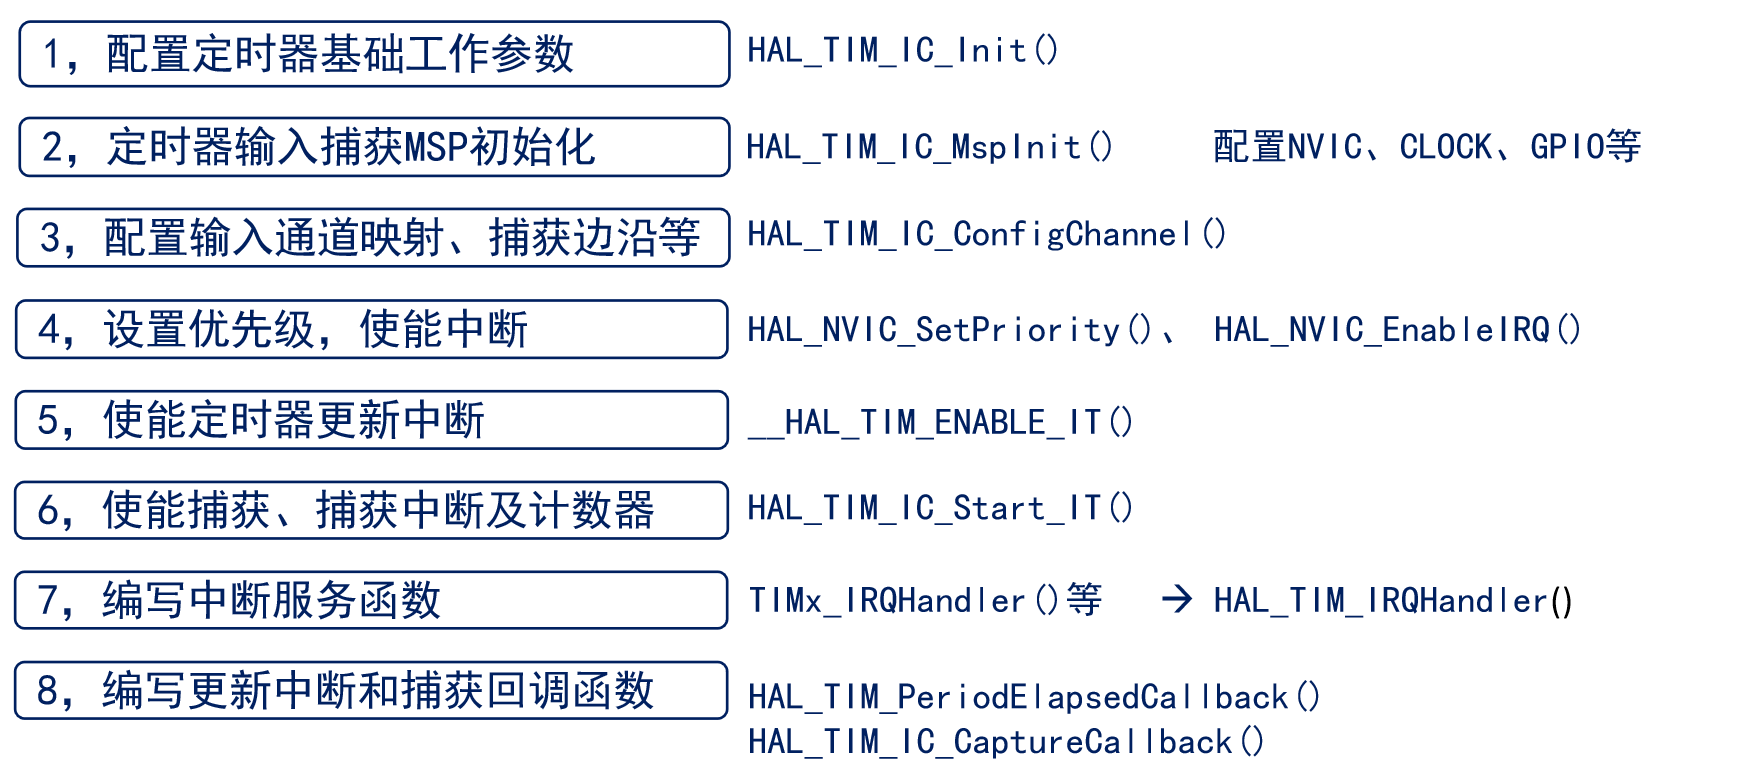 1，配置定时器基础工作参数 HAL_TIM_IC_Init()
2，定时器输入捕获MSP初始化 HAL_TIM_IC_MspInit() 配置NVIC、CLOCK、GPIO等
3，配置输入通道映射、捕获边沿等 HAL_TIM_IC_ConfigChannel()
4，设置优先级，使能中断 HAL_NVIC_SetPriority()、 HAL_NVIC_EnableIRQ()
5，使能定时器更新中断 __HAL_TIM_ENABLE_IT()
6，使能捕获、捕获中断及计数器 HAL_TIM_IC_Start_IT()
7，编写中断服务函数 TIMx_IRQHandler()等 → HAL_TIM_IRQHandler()
8，编写更新中断和捕获回调函数 HAL_TIM_PeriodElapsedCallback()
HAL_TIM_IC_CaptureCallback()